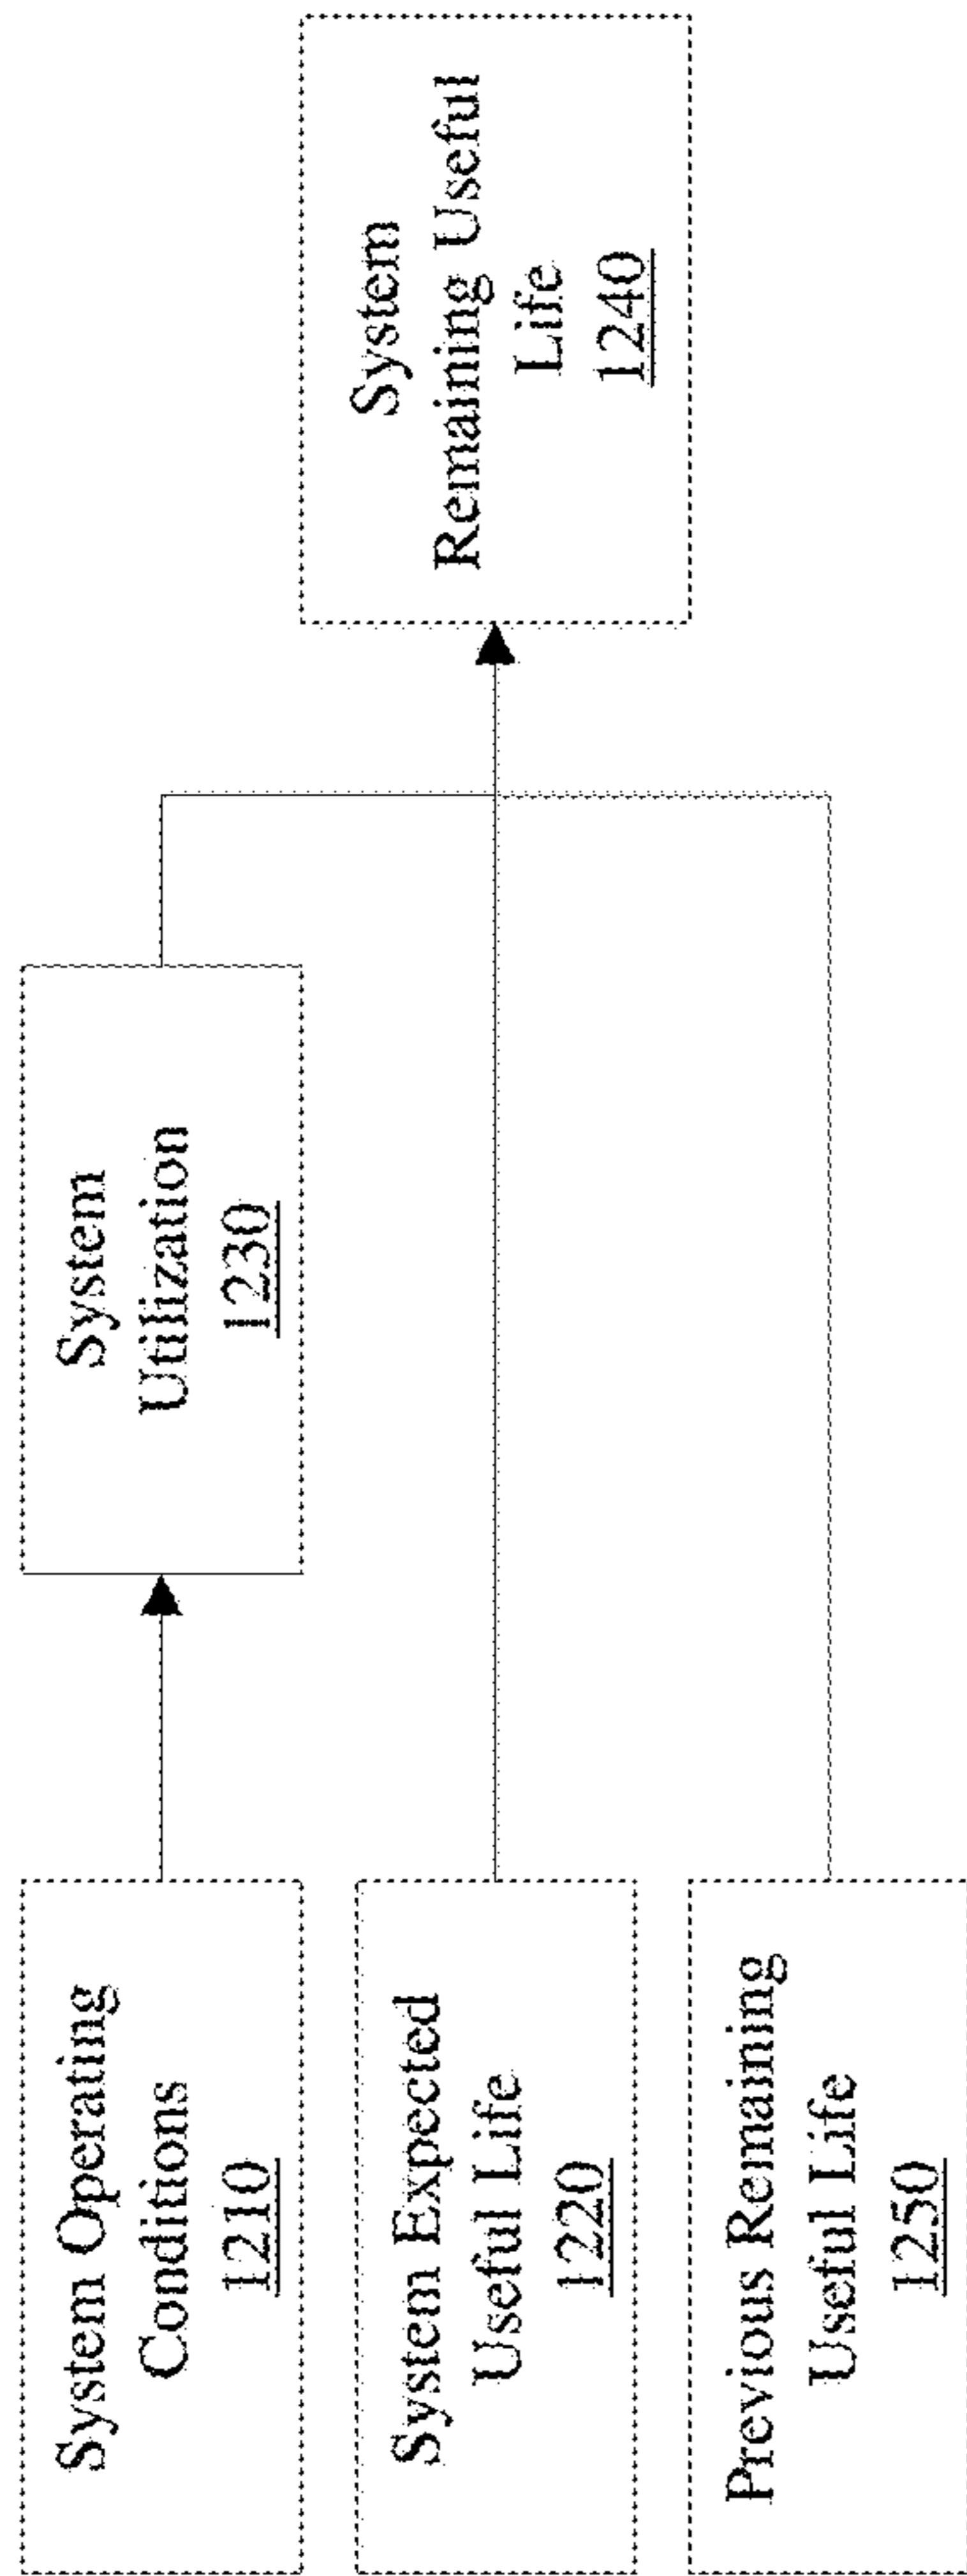 System Operating
Conditions
1210
System Expected
Useful Life
1220
Previous Remaining
Useful Life
1250
System
Utilization
1230
System
Remaining Useful
Life
1240